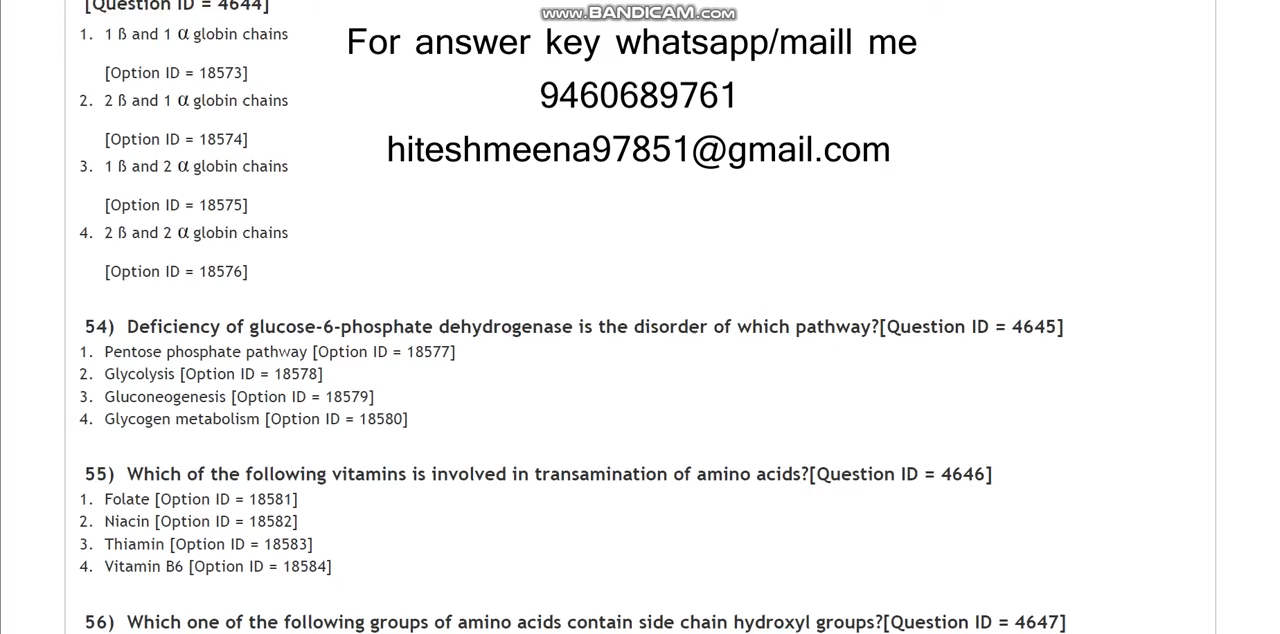 [Question ID = 4644]
www.BANDICAM.com
1. 1 ß and 1 α globin chains
[Option ID = 18573]
2. 2 ß and 1 α globin chains
[Option ID = 18574]
3. 1 ß and 2 α globin chains
[Option ID = 18575]
4. 2 ß and 2 α globin chains
[Option ID = 18576]
For answer key whatsapp/maill me
9460689761
hiteshmeena97851@gmail.com
54) Deficiency of glucose-6-phosphate dehydrogenase is the disorder of which pathway?[Question ID = 4645]
1. Pentose phosphate pathway [Option ID = 18577]
2. Glycolysis [Option ID = 18578]
3. Gluconeogenesis [Option ID = 18579]
4. Glycogen metabolism [Option ID = 18580]
55) Which of the following vitamins is involved in transamination of amino acids?[Question ID = 4646]
1. Folate [Option ID = 18581]
2. Niacin [Option ID = 18582]
3. Thiamin [Option ID = 18583]
4. Vitamin B6 [Option ID = 18584]
56) Which one of the following groups of amino acids contain side chain hydroxyl groups?[Question ID = 4647]